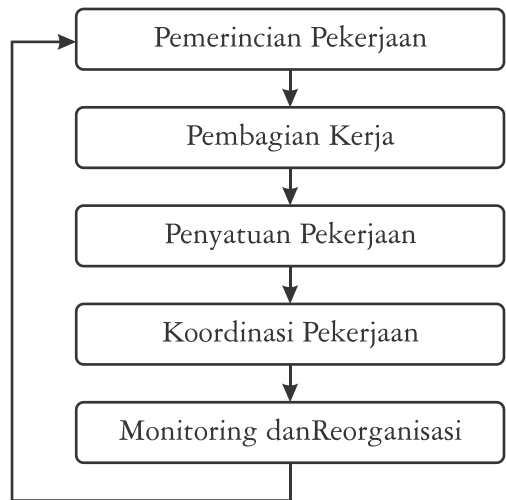 Pemerincian Pekerjaan
Pembagian Kerja
Penyatuan Pekerjaan
Koordinasi Pekerjaan
Monitoring danReorganisasi